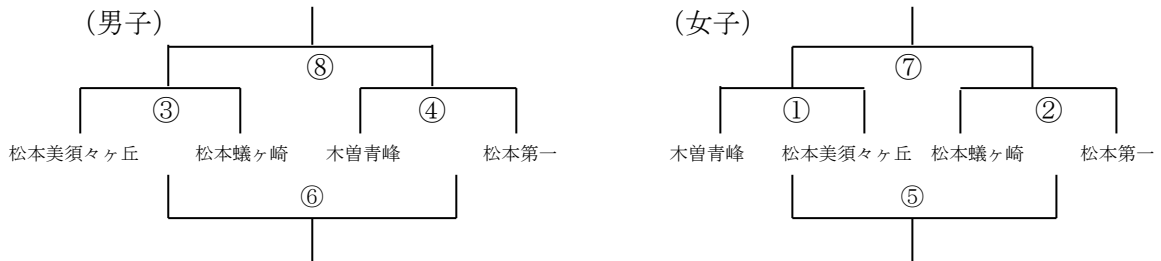 （男子）
⑧
③ ④
松本美須々ヶ丘 松本蟻ヶ崎 木曽青峰 松本第一
⑥
（女子）
⑦
① ②
木曽青峰 松本美須々ヶ丘 松本蟻ヶ崎 松本第一
⑤